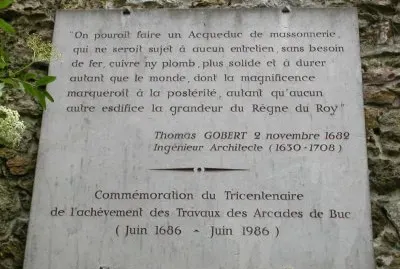 "On pouroit faire un Acqueduc de massonnerie,
qui ne seroit sujet à aucun entretien, sans besoin
de fer, cuivre ny plomb, plus solide et à durer
autant que le monde, dont la magnificence
marqueroit à la postérité, autant qu'aucun
autre esdifice la grandeur du Règne du Roy"
Thomas GOBERT 2 novembre 1682
Ingénieur Architecte (1630-1708)
Commémoration du Tricentenaire
de l'achèvement des Travaux des Arcades de Buc
( Juin 1686 - Juin 1986 )